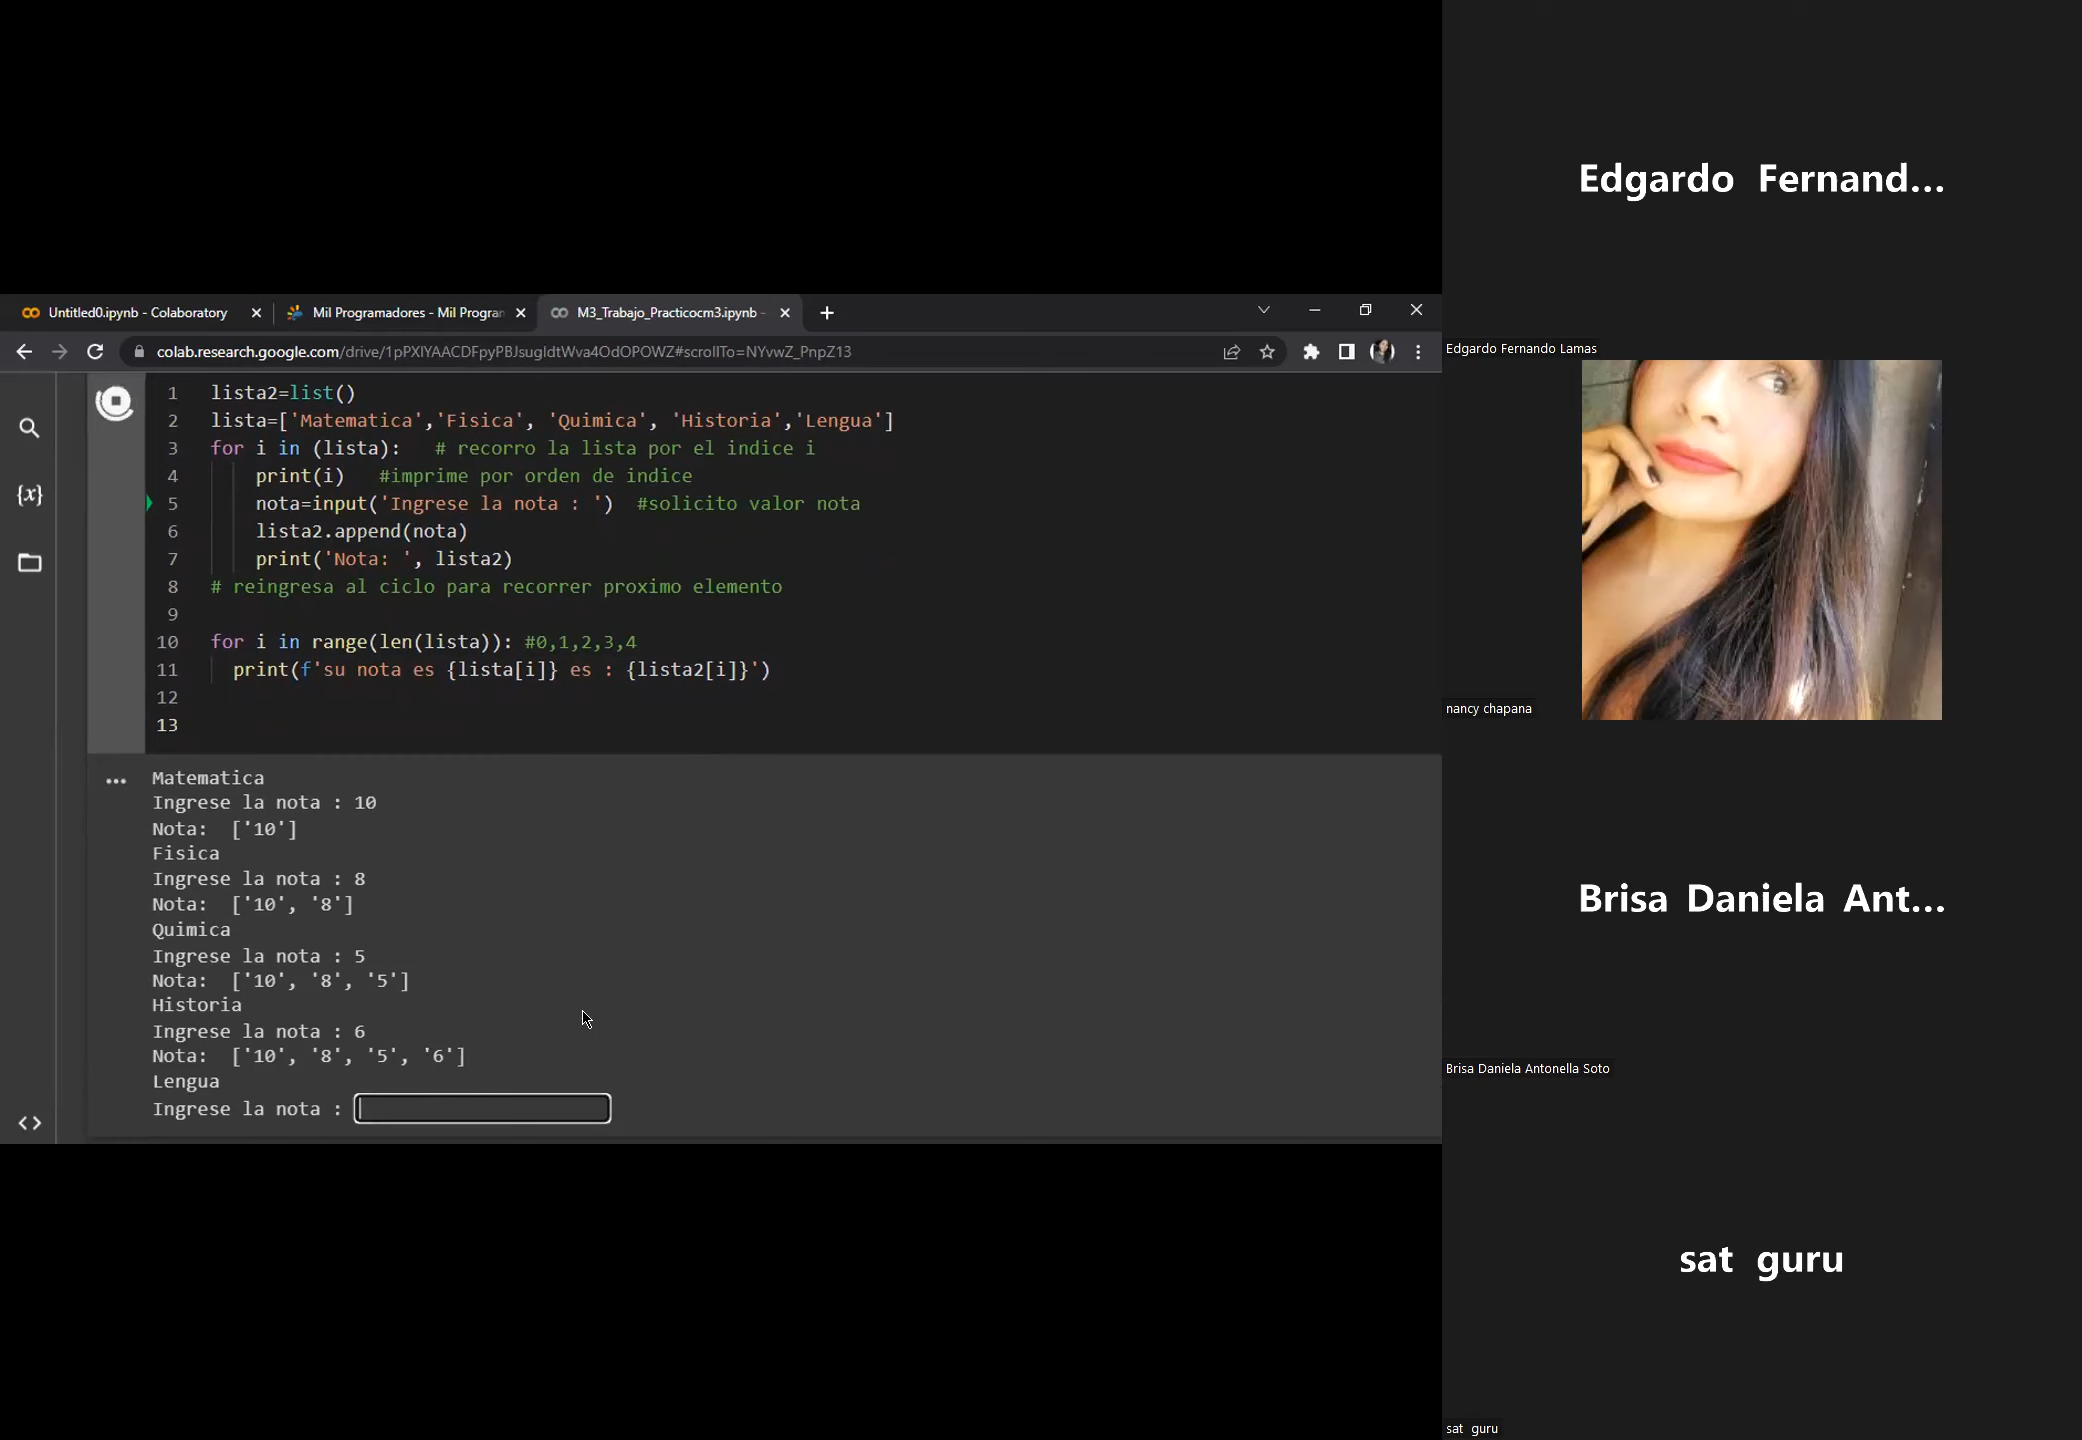 Untitled0.ipynb - Colaboratory
Mil Programadores - Mil Progran
M3_Trabajo_Practicocm3.ipynb -
colab.research.google.com/drive/1pPXlYAACDFpyPBJsugldtWva4OdOPOWZ#scrollTo=NYvwZ_PnpZ13
1 lista2=list()
2 lista=['Matematica','Fisica', 'Quimica', 'Historia','Lengua']
3 for i in (lista):   # recorro la lista por el indice i
4     print(i)   #imprime por orden de indice
5     nota=input('Ingrese la nota : ')  #solicito valor nota
6     lista2.append(nota)
7     print('Nota: ', lista2)
8 # reingresa al ciclo para recorrer proximo elemento
9
10 for i in range(len(lista)): #0,1,2,3,4
11   print(f'su nota es {lista[i]} es : {lista2[i]}')
12
13
Matematica
Ingrese la nota : 10
Nota:  ['10']
Fisica
Ingrese la nota : 8
Nota:  ['10', '8']
Quimica
Ingrese la nota : 5
Nota:  ['10', '8', '5']
Historia
Ingrese la nota : 6
Nota:  ['10', '8', '5', '6']
Lengua
Ingrese la nota :
Edgardo Fernand...
Edgardo Fernando Lamas
nancy chapana
Brisa Daniela Ant...
Brisa Daniela Antonella Soto
sat guru
sat guru